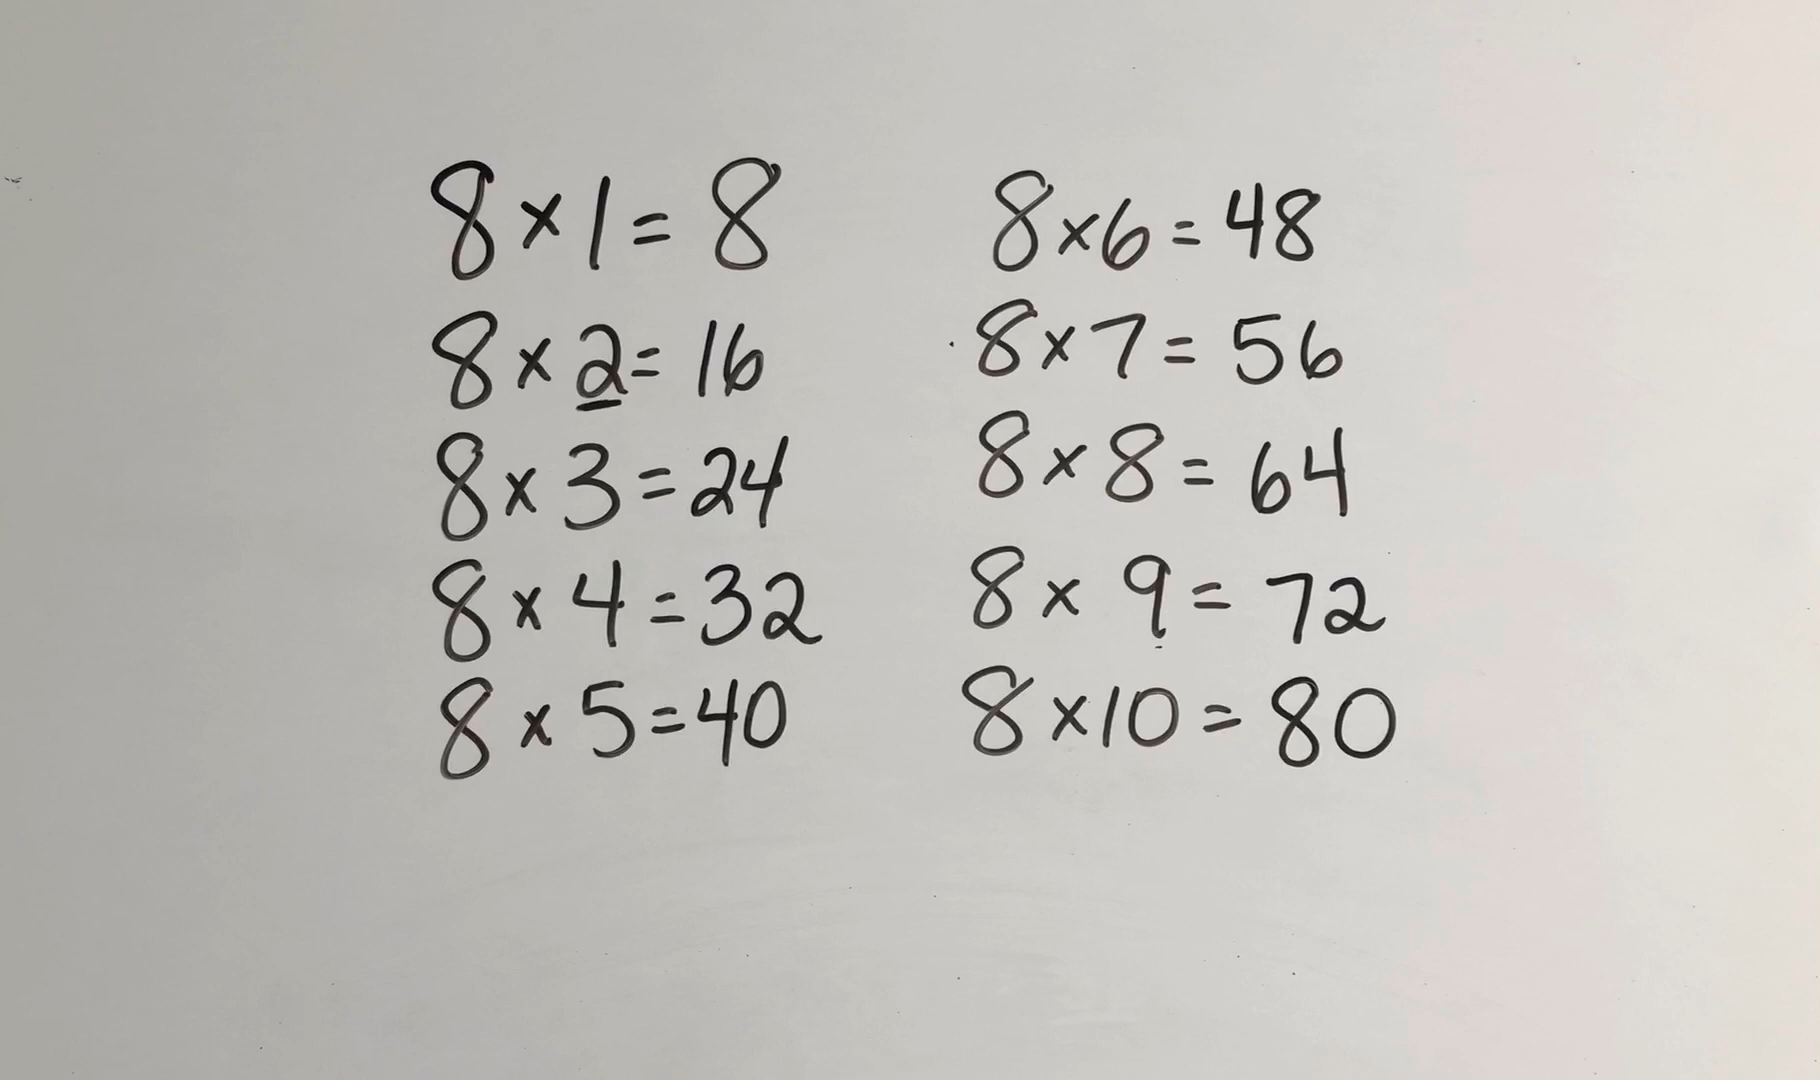 8 x 1 = 8
8 x 2 = 16
8 x 3 = 24
8 x 4 = 32
8 x 5 = 40
8 x 6 = 48
8 x 7 = 56
8 x 8 = 64
8 x 9 = 72
8 x 10 = 80